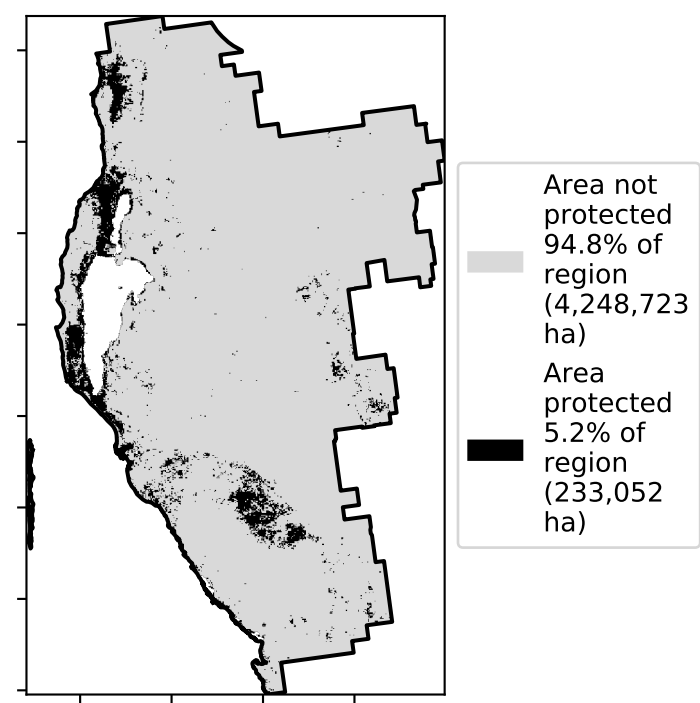 Area not
protected
94.8% of
region
(4,248,723
ha)
Area
protected
5.2% of
region
(233,052
ha)